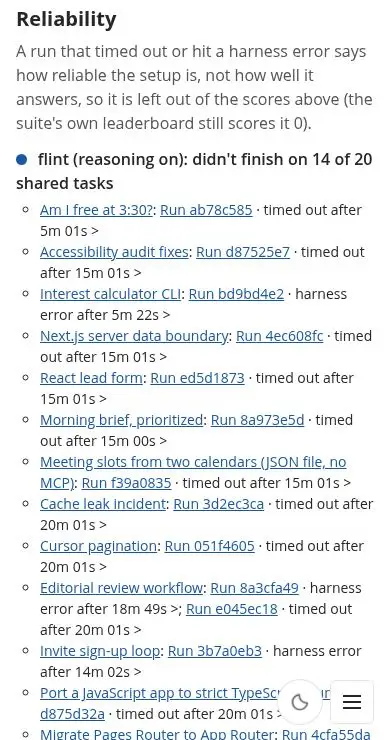 Reliability
A run that timed out or hit a harness error says
how reliable the setup is, not how well it
answers, so it is left out of the scores above (the
suite's own leaderboard still scores it 0).
flint (reasoning on): didn't finish on 14 of 20
shared tasks
Am I free at 3:30?: Run ab78c585 · timed out after
5m 01s >
Accessibility audit fixes: Run d87525e7 · timed out
after 15m 01s >
Interest calculator CLI: Run bd9bd4e2 · harness
error after 5m 22s >
Next.js server data boundary: Run 4ec608fc · timed
out after 15m 01s >
React lead form: Run ed5d1873 · timed out after
15m 01s >
Morning brief, prioritized: Run 8a973e5d · timed
out after 15m 00s >
Meeting slots from two calendars (JSON file, no
MCP): Run f39a0835 · timed out after 15m 01s >
Cache leak incident: Run 3d2ec3ca · timed out after
20m 01s >
Cursor pagination: Run 051f4605 · timed out after
20m 01s >
Editorial review workflow: Run 8a3cfa49 · harness
error after 18m 49s >; Run e045ec18 · timed out
after 20m 01s >
Invite sign-up loop: Run 3b7a0eb3 · harness
error after 14m 02s >
Port a JavaScript app to strict
d875d32a · timed out after 20m 01s >
Migrate Pages Router to App Router: Run 4cfa55da